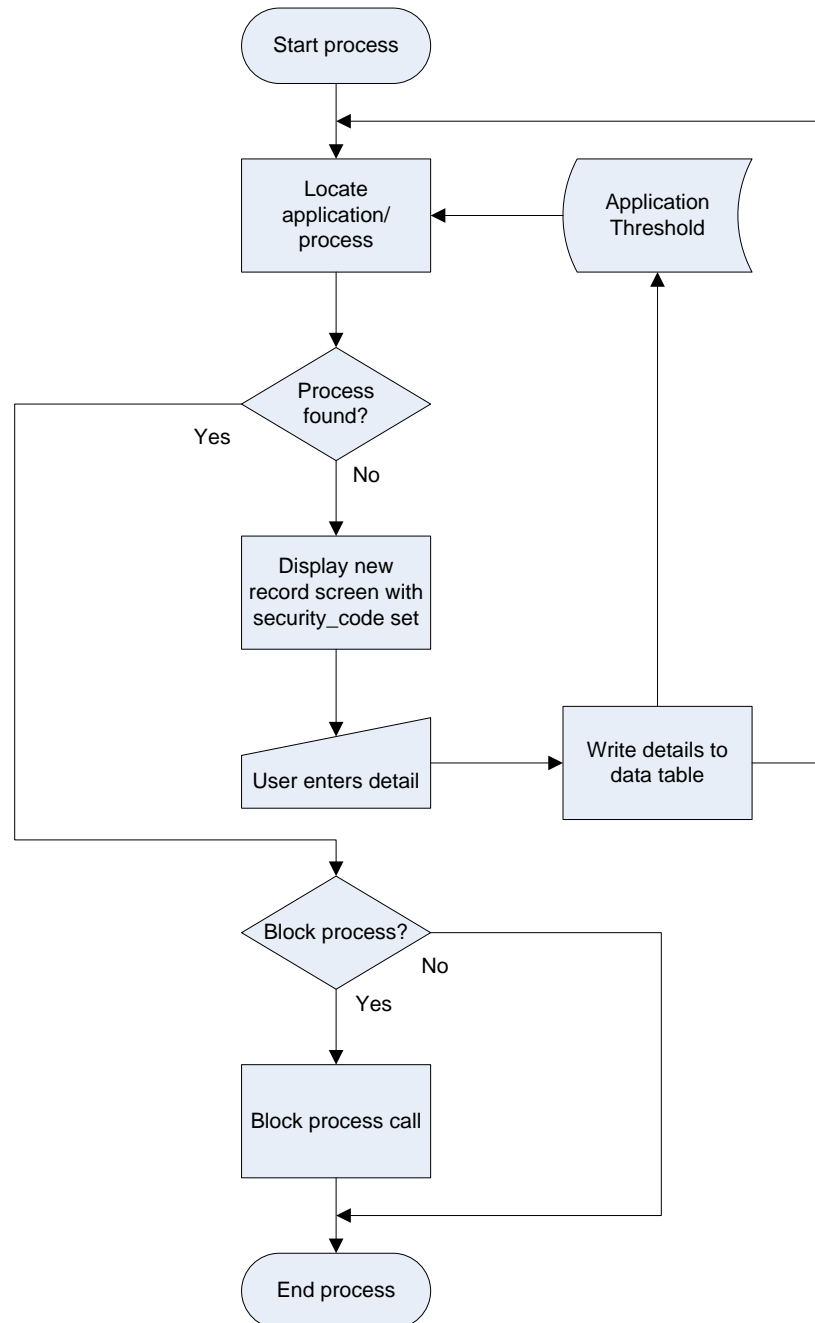 Start process
Locate
application/
process
Application
Threshold
Process
found?
Yes
No
Display new
record screen with
security_code set
User enters detail
Write details to
data table
Block process?
No
Yes
Block process call
End process